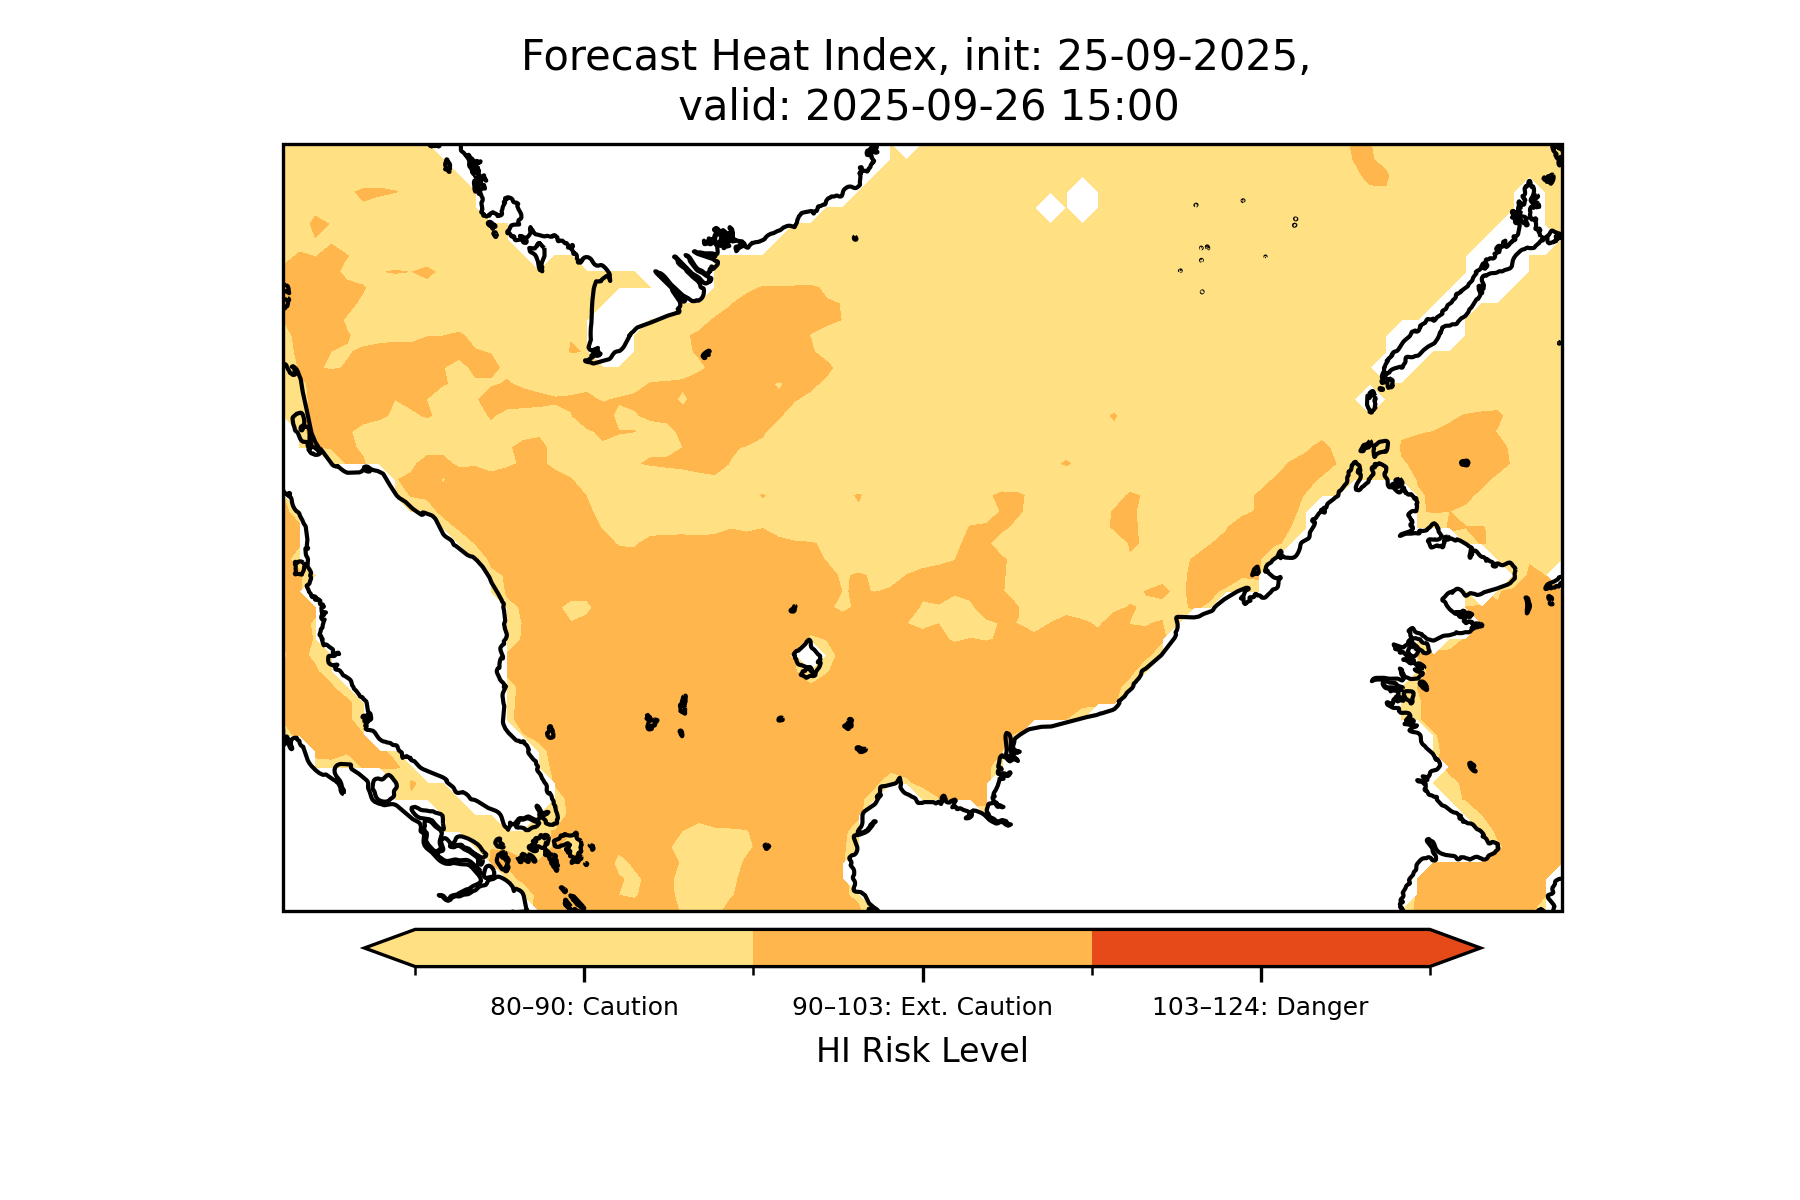 Forecast Heat Index, init: 25-09-2025,
valid: 2025-09-26 15:00
80–90: Caution
90–103: Ext. Caution
103–124: Danger
HI Risk Level